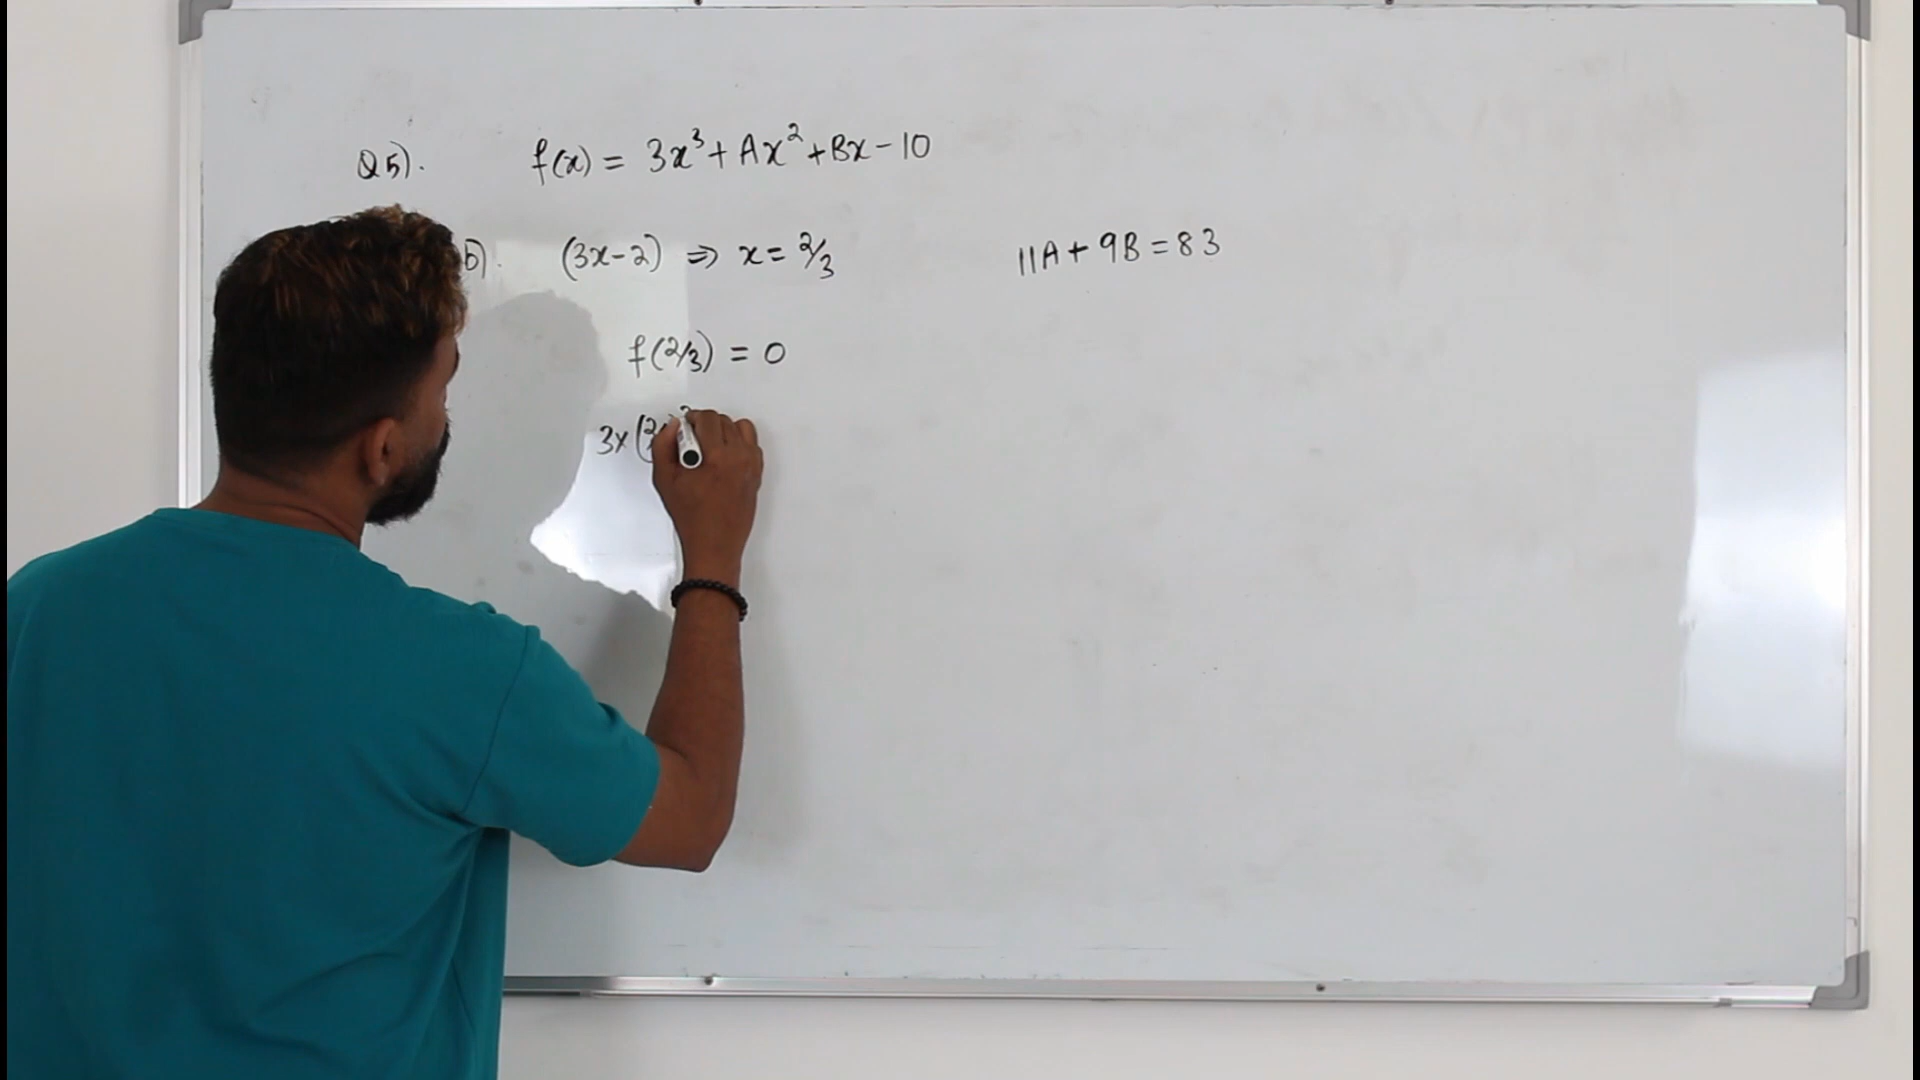 Q5). f(x) = 3x³ + Ax² + Bx - 10
b). (3x-2) ⇒ x = 2/3 11A + 9B = 83
f(2/3) = 0
3x(2